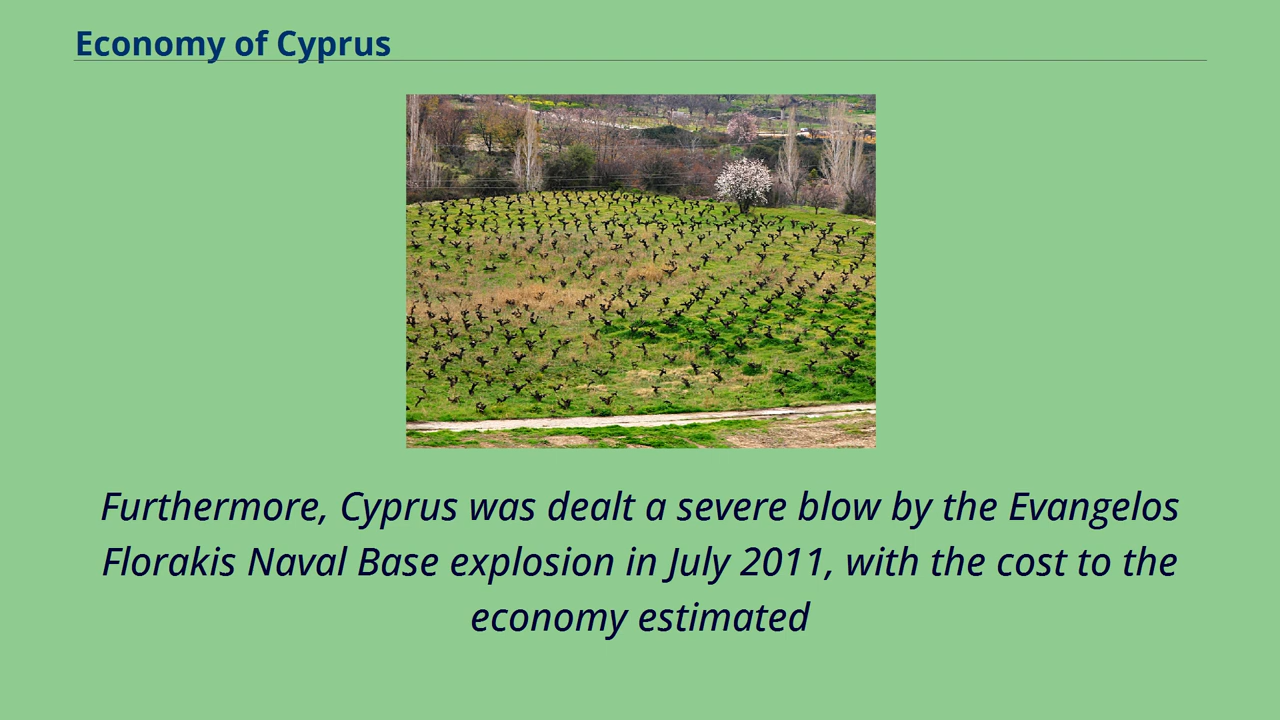 Economy of Cyprus
Furthermore, Cyprus was dealt a severe blow by the Evangelos
Florakis Naval Base explosion in July 2011, with the cost to the
economy estimated